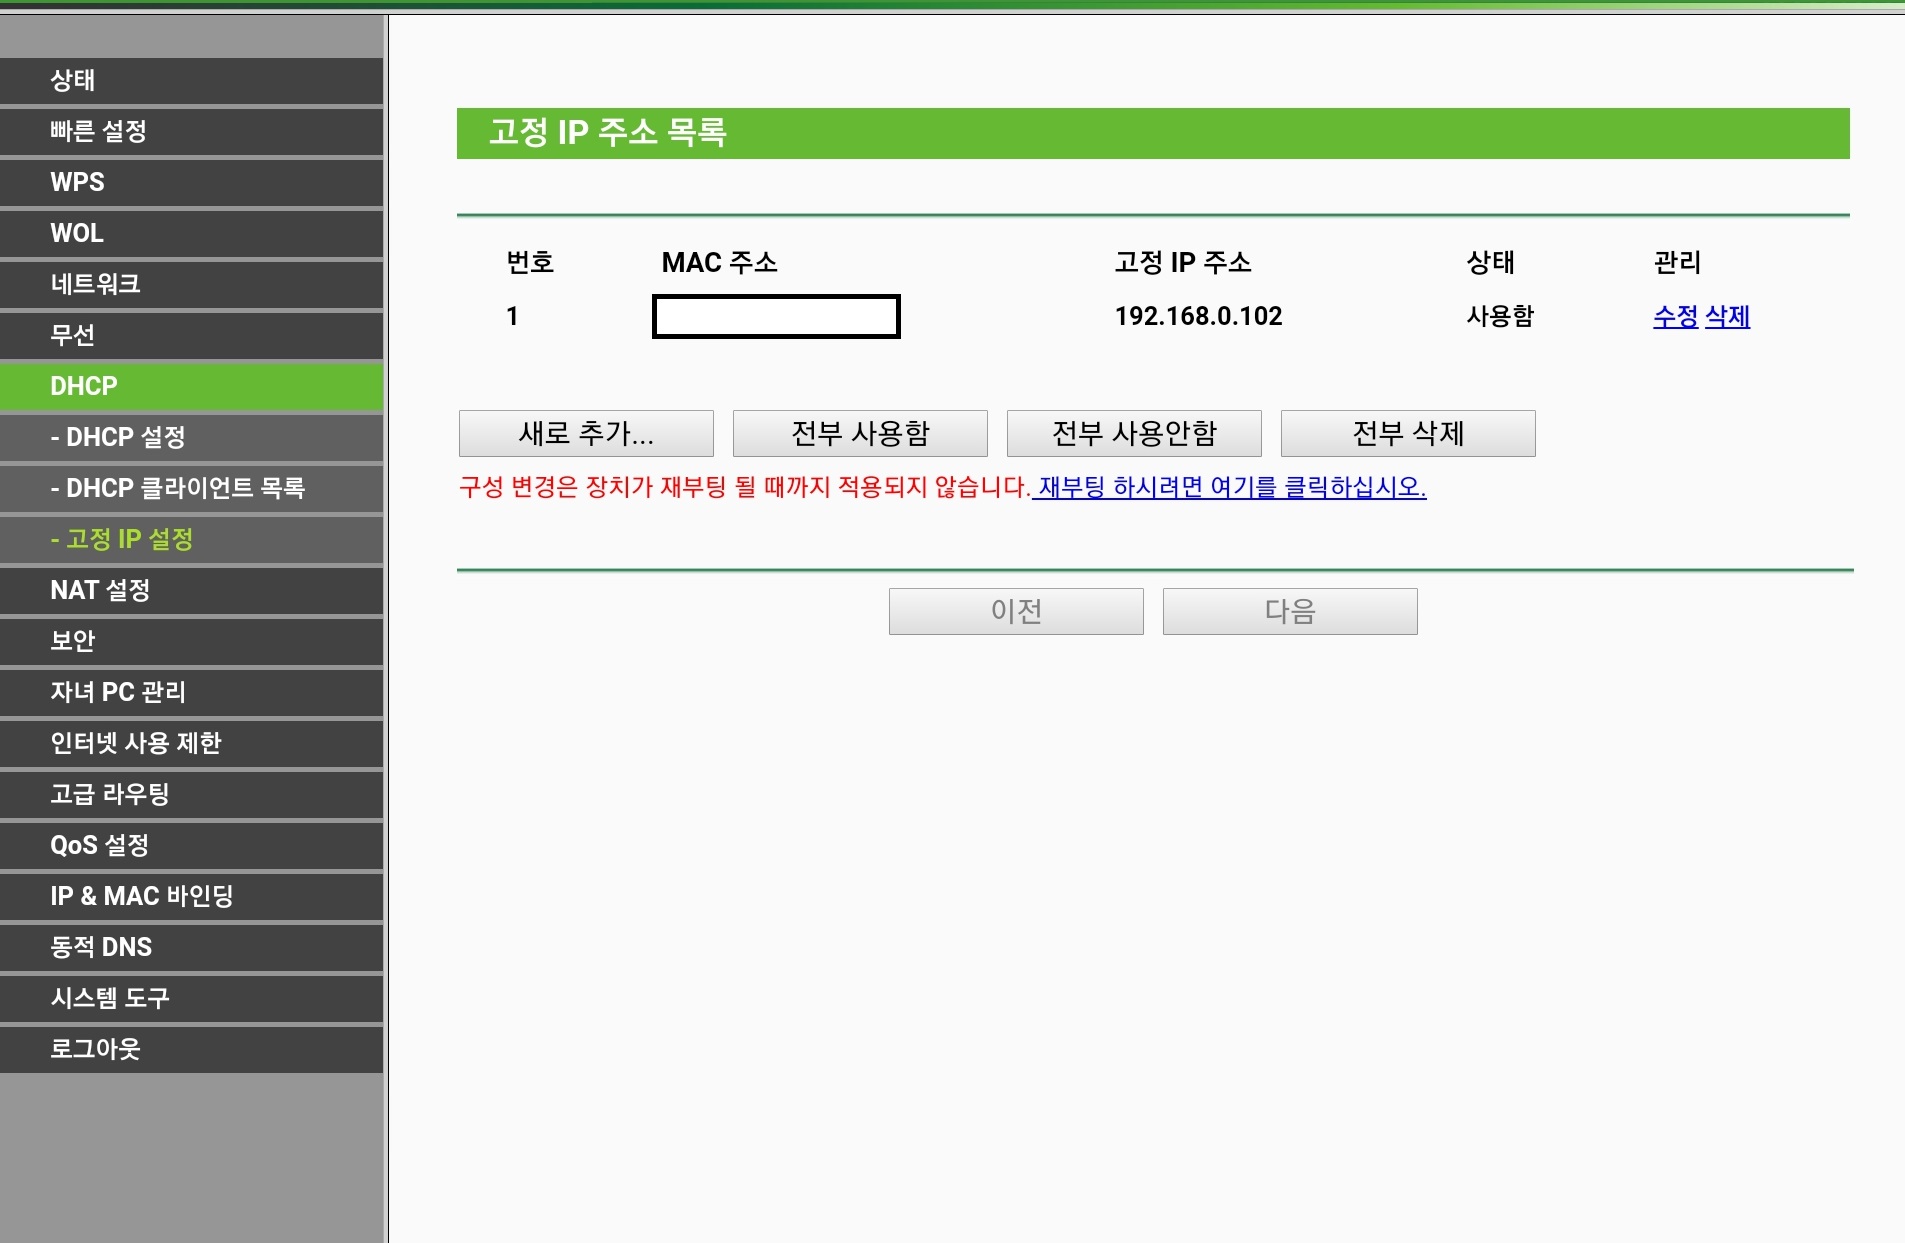 상태
빠른 설정
WPS
WOL
네트워크
무선
DHCP
- DHCP 설정
- DHCP 클라이언트 목록
- 고정 IP 설정
NAT 설정
보안
자녀 PC 관리
인터넷 사용 제한
고급 라우팅
QoS 설정
IP & MAC 바인딩
동적 DNS
시스템 도구
로그아웃
고정 IP 주소 목록
번호 MAC 주소 고정 IP 주소 상태 관리
1 192.168.0.102 사용함 수정 삭제
새로 추가... 전부 사용함 전부 사용안함 전부 삭제
구성 변경은 장치가 재부팅 될 때까지 적용되지 않습니다. 재부팅 하시려면 여기를 클릭하십시오.
이전 다음